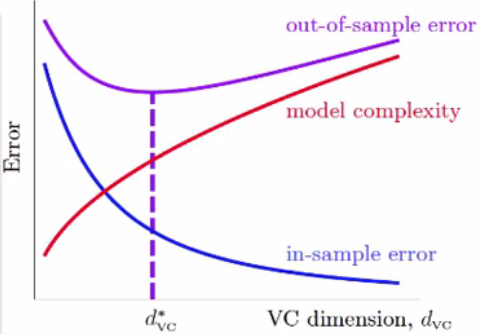 out-of-sample error
model complexity
Error
in-sample error
d*VC
VC dimension, dVC